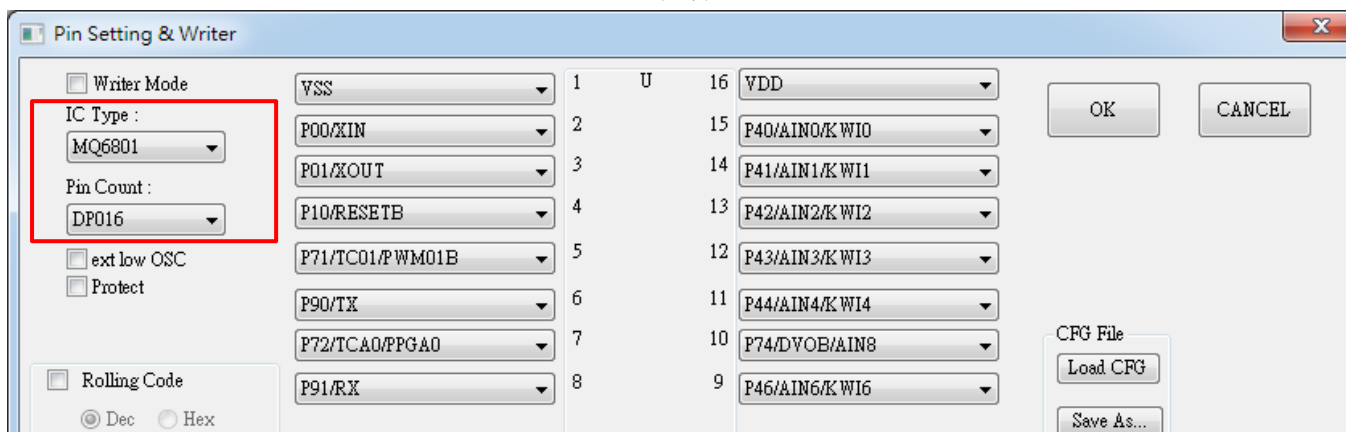 Pin Setting & Writer
Writer Mode
IC Type :
MQ6801
Pin Count :
DP016
ext low OSC
Protect
Rolling Code
Dec Hex
VSS 1 U 16 VDD
P00/XIN 2 15 P40/AIN0/KWI0
P01/XOUT 3 14 P41/AIN1/KWI1
P10/RESETB 4 13 P42/AIN2/KWI2
P71/TC01/PWM01B 5 12 P43/AIN3/KWI3
P90/TX 6 11 P44/AIN4/KWI4
P72/TCA0/PPGA0 7 10 P74/DVOB/AIN8
P91/RX 8 9 P46/AIN6/KWI6
OK CANCEL
CFG File
Load CFG
Save As...